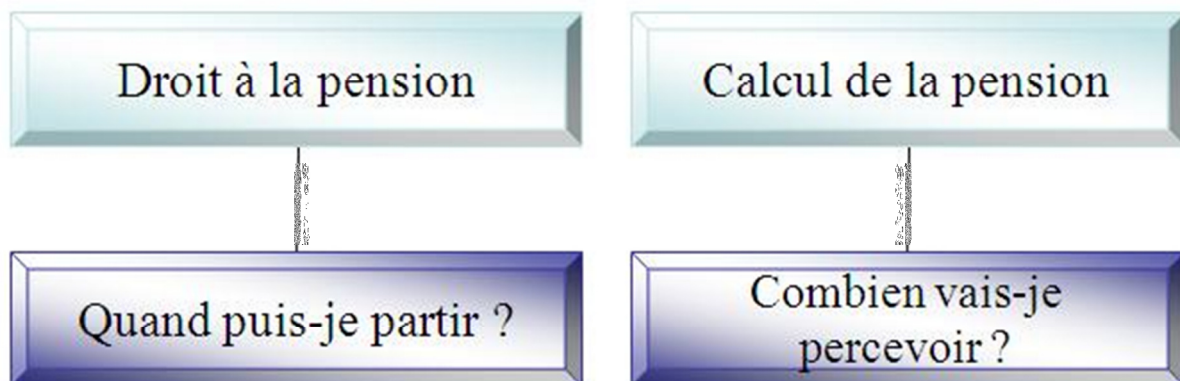 Droit à la pension
Calcul de la pension
Quand puis-je partir ?
Combien vais-je
percevoir ?